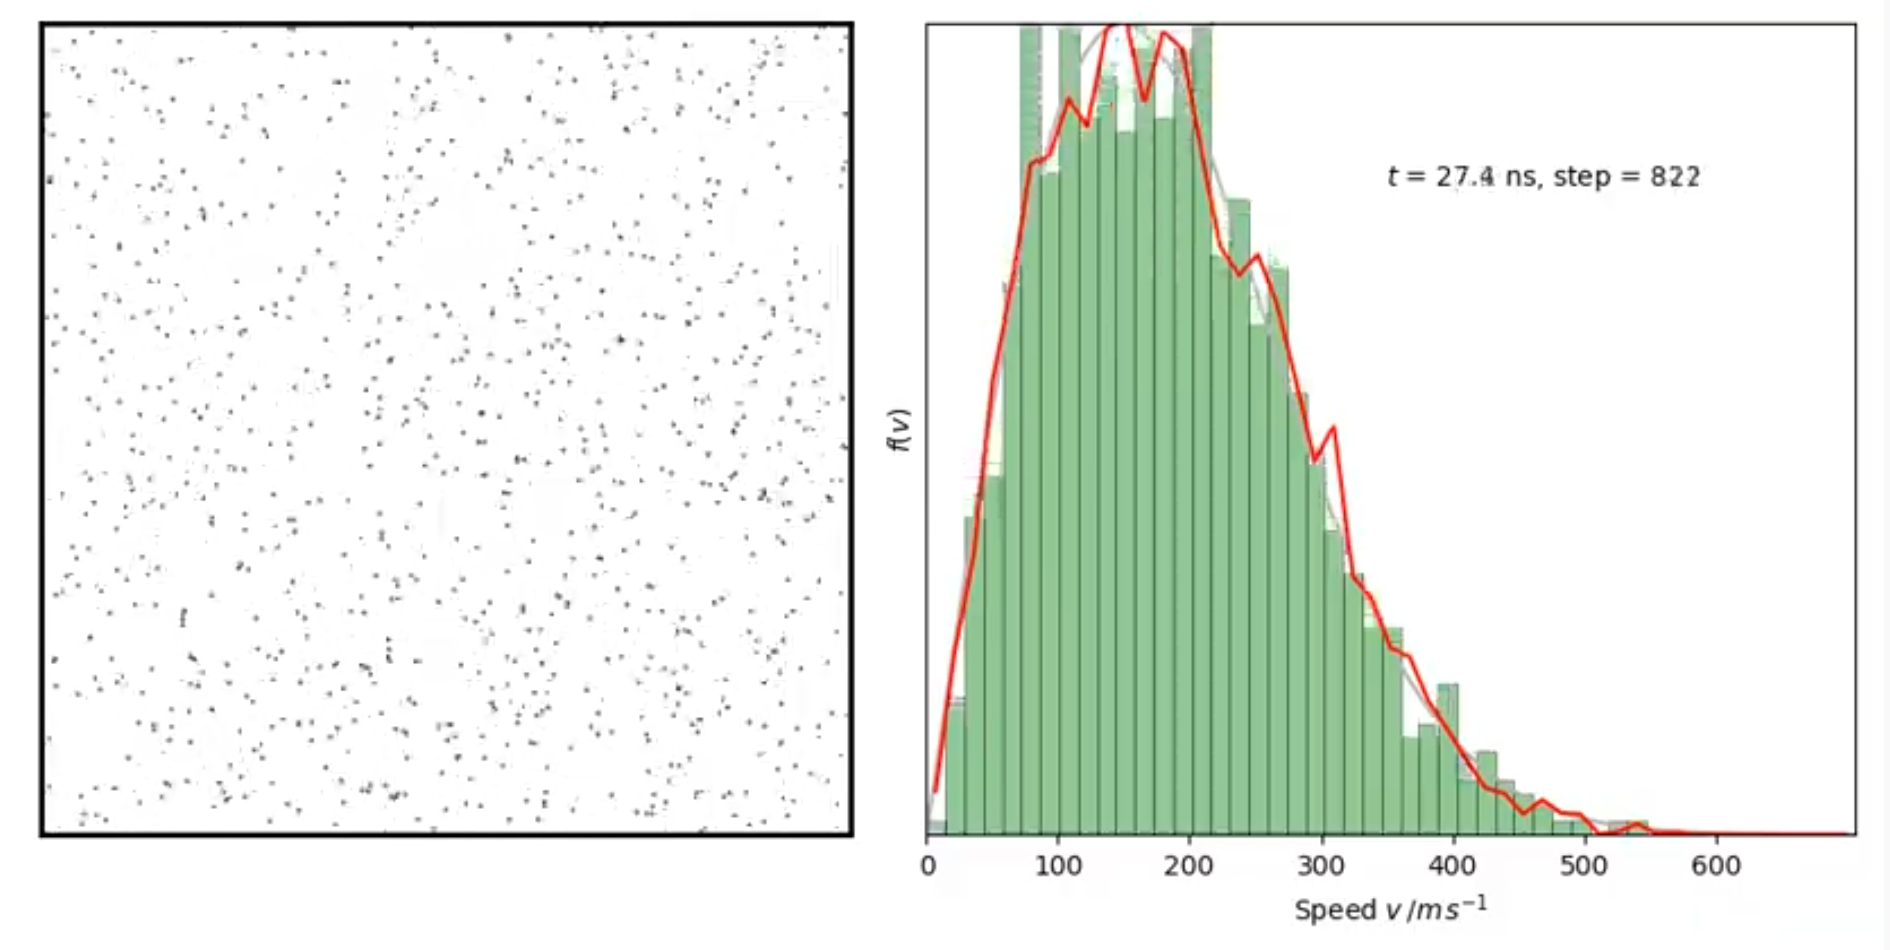 t = 27.4 ns, step = 822
f(v)
0 100 200 300 400 500 600
Speed v /ms⁻¹